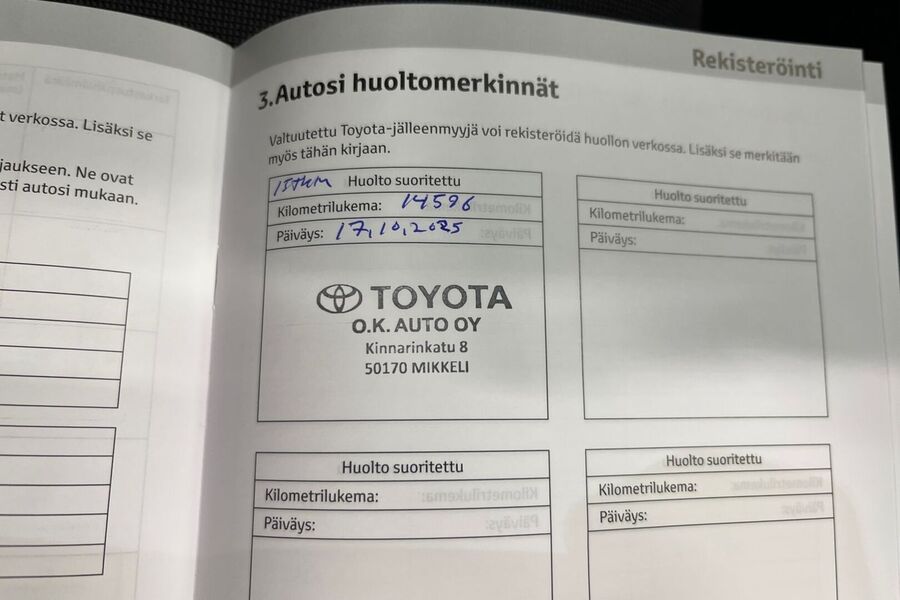 t verkossa. Lisäksi se
jaukseen. Ne ovat
sti autosi mukaan.
Rekisteröinti
3. Autosi huoltomerkinnät
Valtuutettu Toyota-jälleenmyyjä voi rekisteröidä huollon verkossa. Lisäksi se merkitään
myös tähän kirjaan.
15tkm Huolto suoritettu
Kilometrilukema: 14596
Päiväys: 17,10,2025
TOYOTA
O.K. AUTO OY
Kinnarinkatu 8
50170 MIKKELI
Huolto suoritettu
Kilometrilukema:
Päiväys:
Huolto suoritettu
Kilometrilukema:
Päiväys:
Huolto suoritettu
Kilometrilukema:
Päiväys: